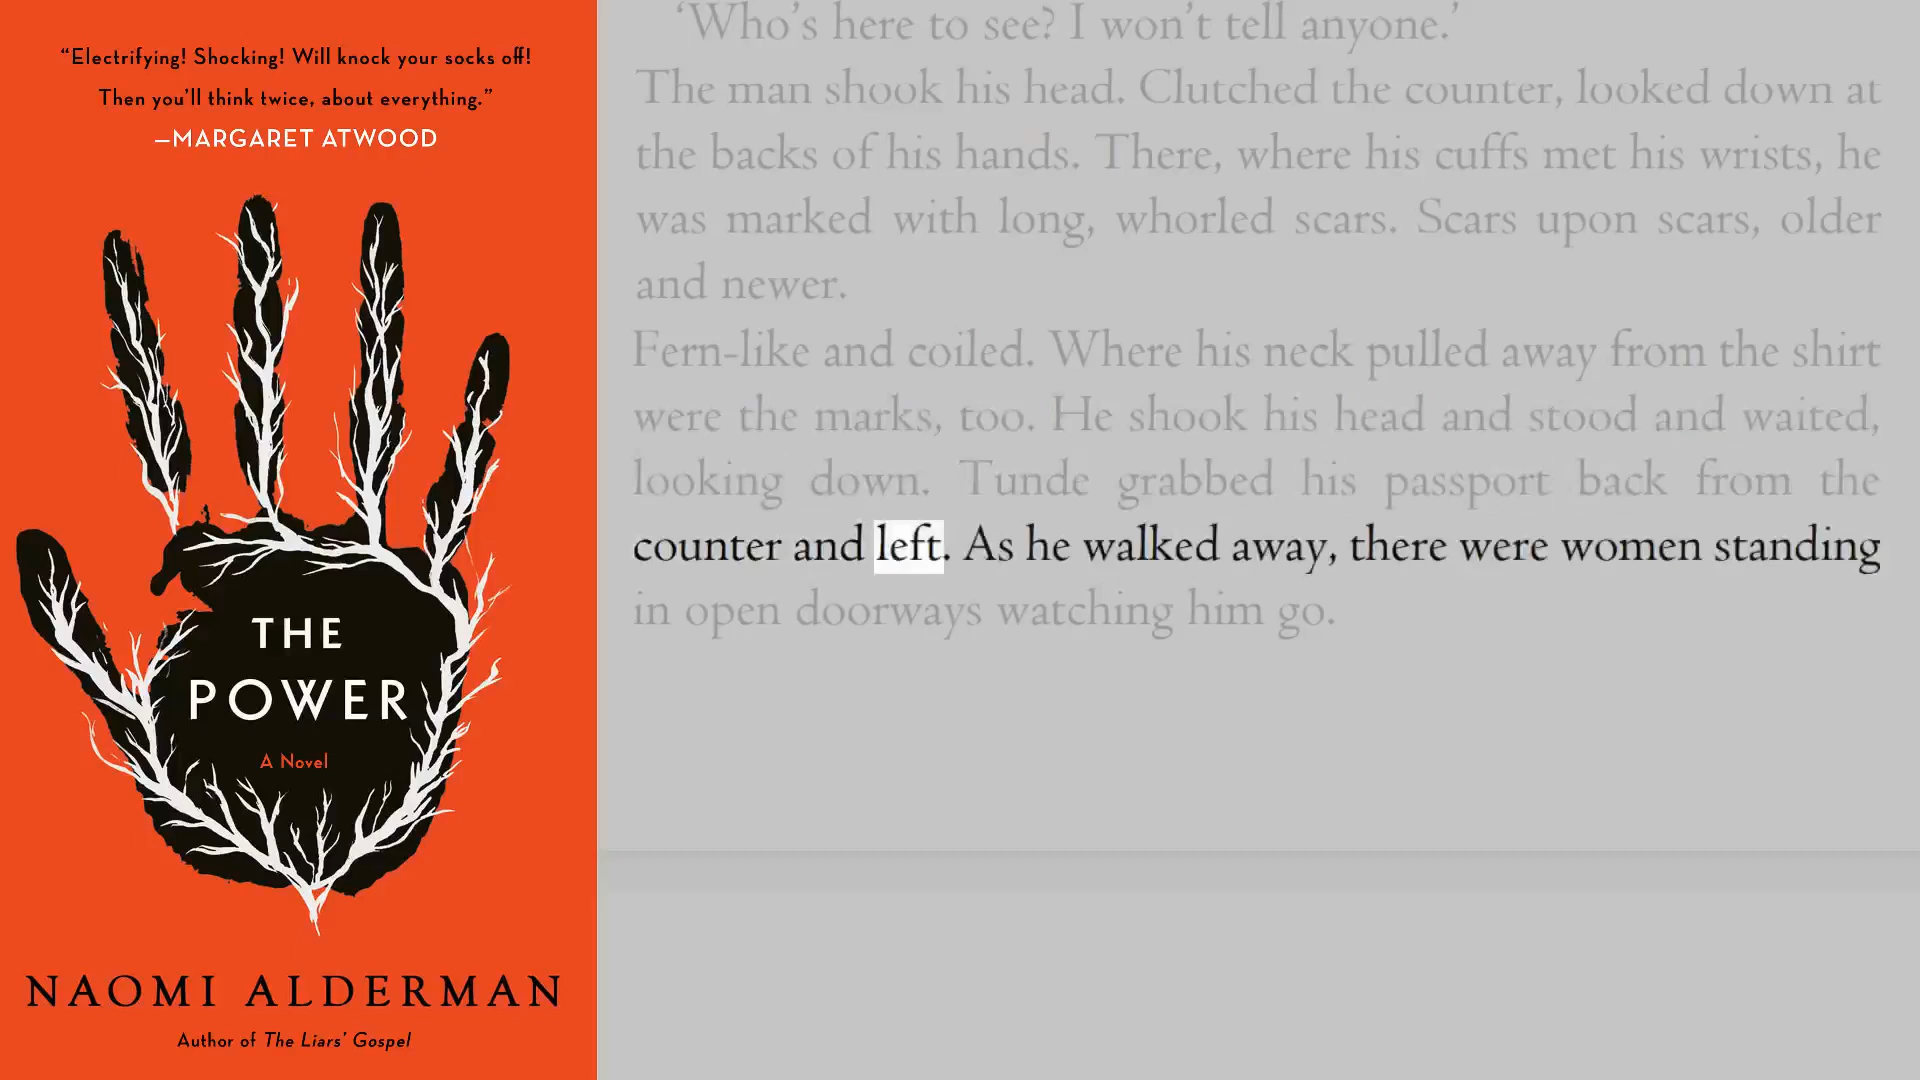 “Electrifying! Shocking! Will knock your socks off!
Then you’ll think twice, about everything.”
—MARGARET ATWOOD
THE
POWER
A Novel
NAOMI ALDERMAN
Author of The Liars’ Gospel
‘Who’s here to see? I won’t tell anyone.’
The man shook his head. Clutched the counter, looked down at
the backs of his hands. There, where his cuffs met his wrists, he
was marked with long, whorled scars. Scars upon scars, older
and newer.
Fern-like and coiled. Where his neck pulled away from the shirt
were the marks, too. He shook his head and stood and waited,
looking down. Tunde grabbed his passport back from the
counter and left. As he walked away, there were women standing
in open doorways watching him go.